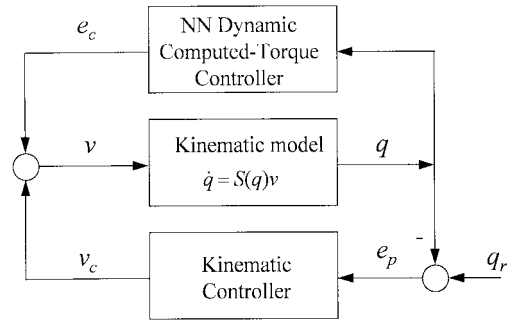 e_c
NN Dynamic
Computed-Torque
Controller
v
Kinematic model
q̇ = S(q)v
q
-
v_c
Kinematic
Controller
e_p
q_r